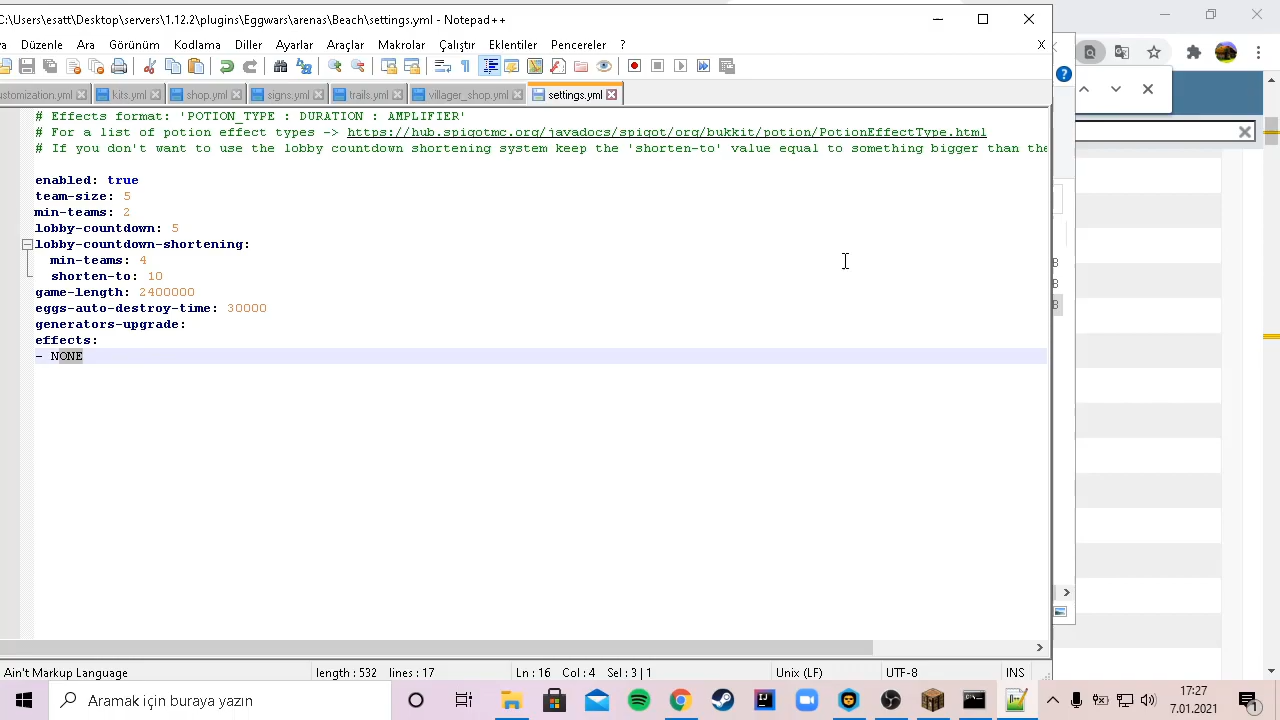 C:\Users\esatt\Desktop\servers\1.12.2\plugins\Eggwars\arenas\Beach\settings.yml - Notepad++
Düzenle Ara Görünüm Kodlama Diller Ayarlar Araçlar Makrolar Çalıştır Eklentiler Pencereler ? X
ustomization.yml kits.yml shop.yml signs.yml trails.yml villager_shop.yml settings.yml
# Effects format: 'POTION_TYPE : DURATION : AMPLIFIER'
# For a list of potion effect types -> https://hub.spigotmc.org/javadocs/spigot/org/bukkit/potion/PotionEffectType.html
# If you don't want to use the lobby countdown shortening system keep the 'shorten-to' value equal to something bigger than the
enabled: true
team-size: 5
min-teams: 2
lobby-countdown: 5
lobby-countdown-shortening:
min-teams: 4
shorten-to: 10
game-length: 2400000
eggs-auto-destroy-time: 30000
generators-upgrade:
effects:
- NONE
Ain't Markup Language length : 532 lines : 17 Ln : 16 Col : 4 Sel : 3 | 1 Unix (LF) UTF-8 INS
Aramak için buraya yazın
17:27
7.01.2021
1